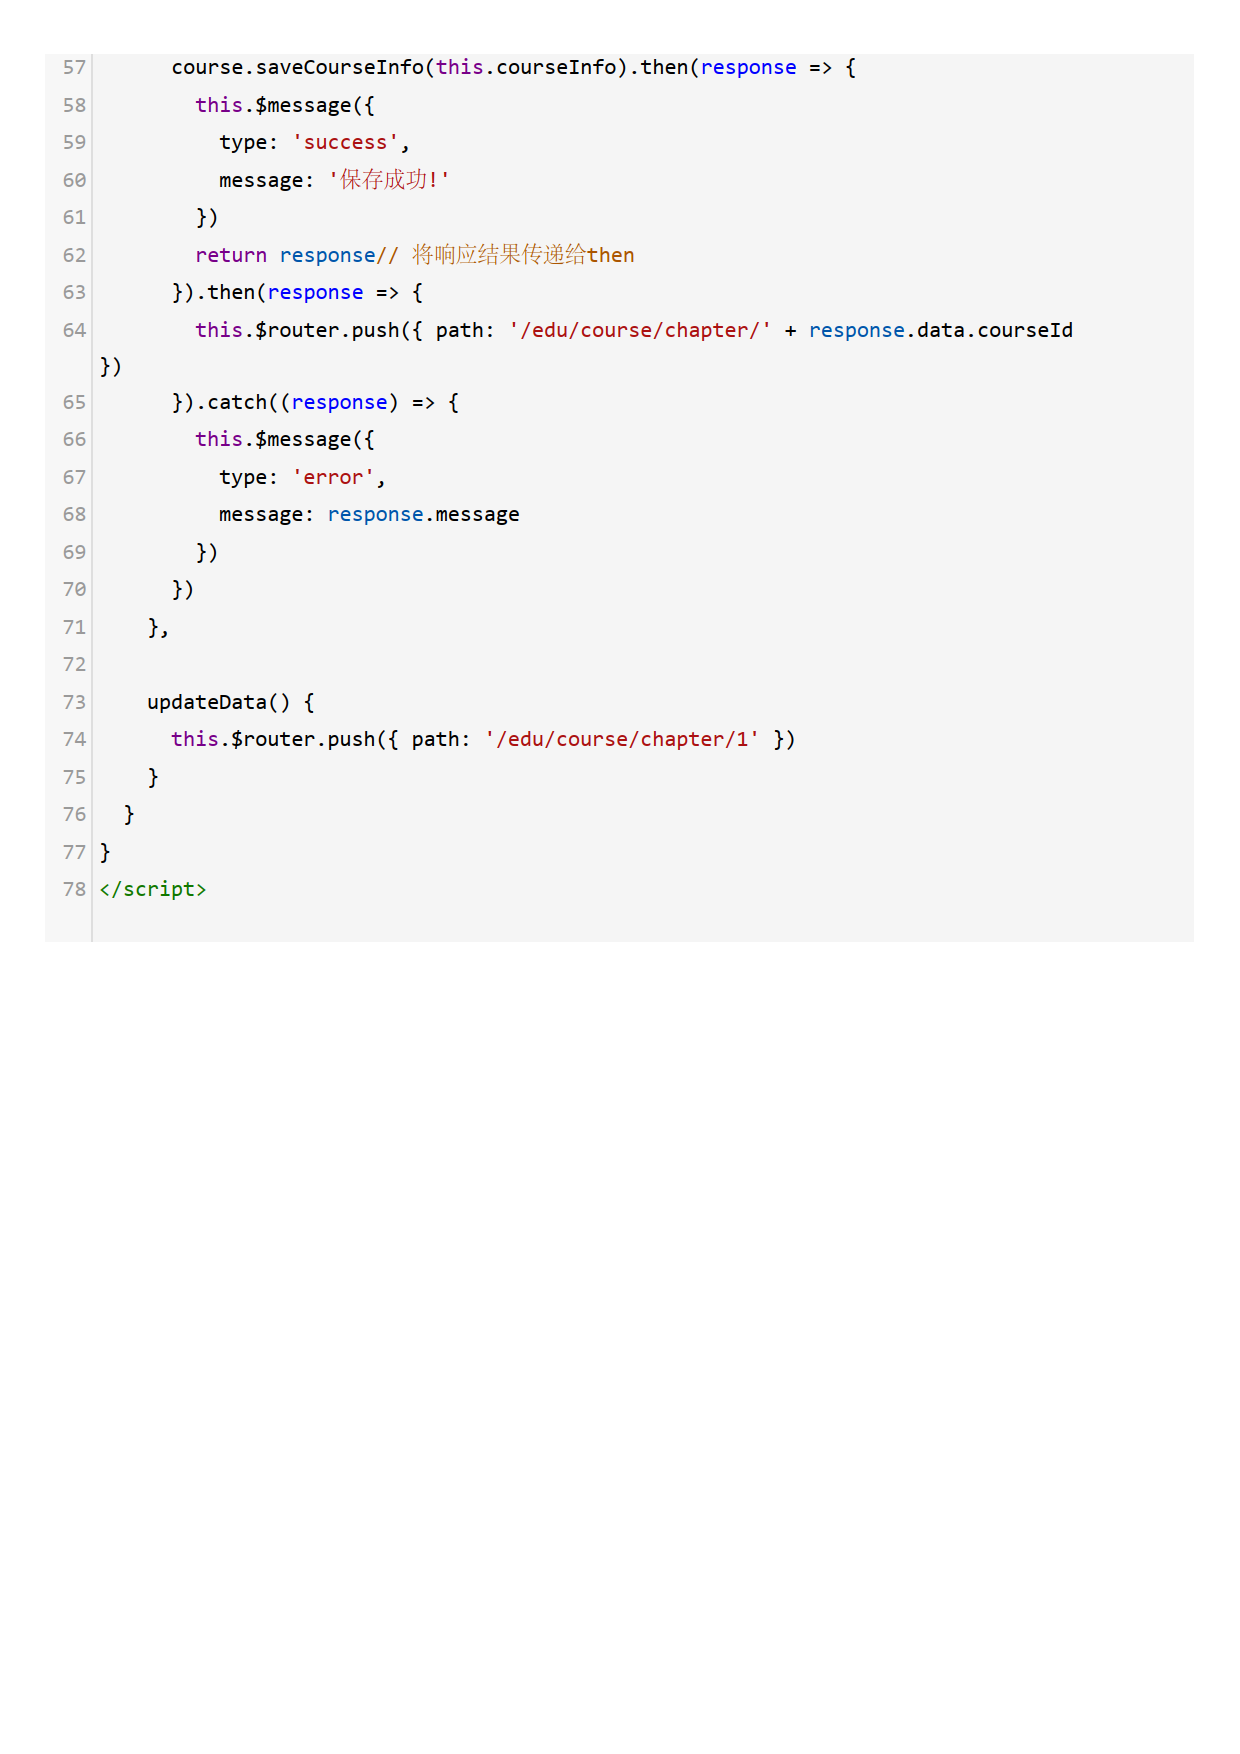 57       course.saveCourseInfo(this.courseInfo).then(response => {
58         this.$message({
59           type: 'success',
60           message: '保存成功!'
61         })
62         return response// 将响应结果传递给then
63       }).then(response => {
64         this.$router.push({ path: '/edu/course/chapter/' + response.data.courseId
})
65       }).catch((response) => {
66         this.$message({
67           type: 'error',
68           message: response.message
69         })
70       })
71     },
72
73     updateData() {
74       this.$router.push({ path: '/edu/course/chapter/1' })
75     }
76   }
77 }
78 </script>